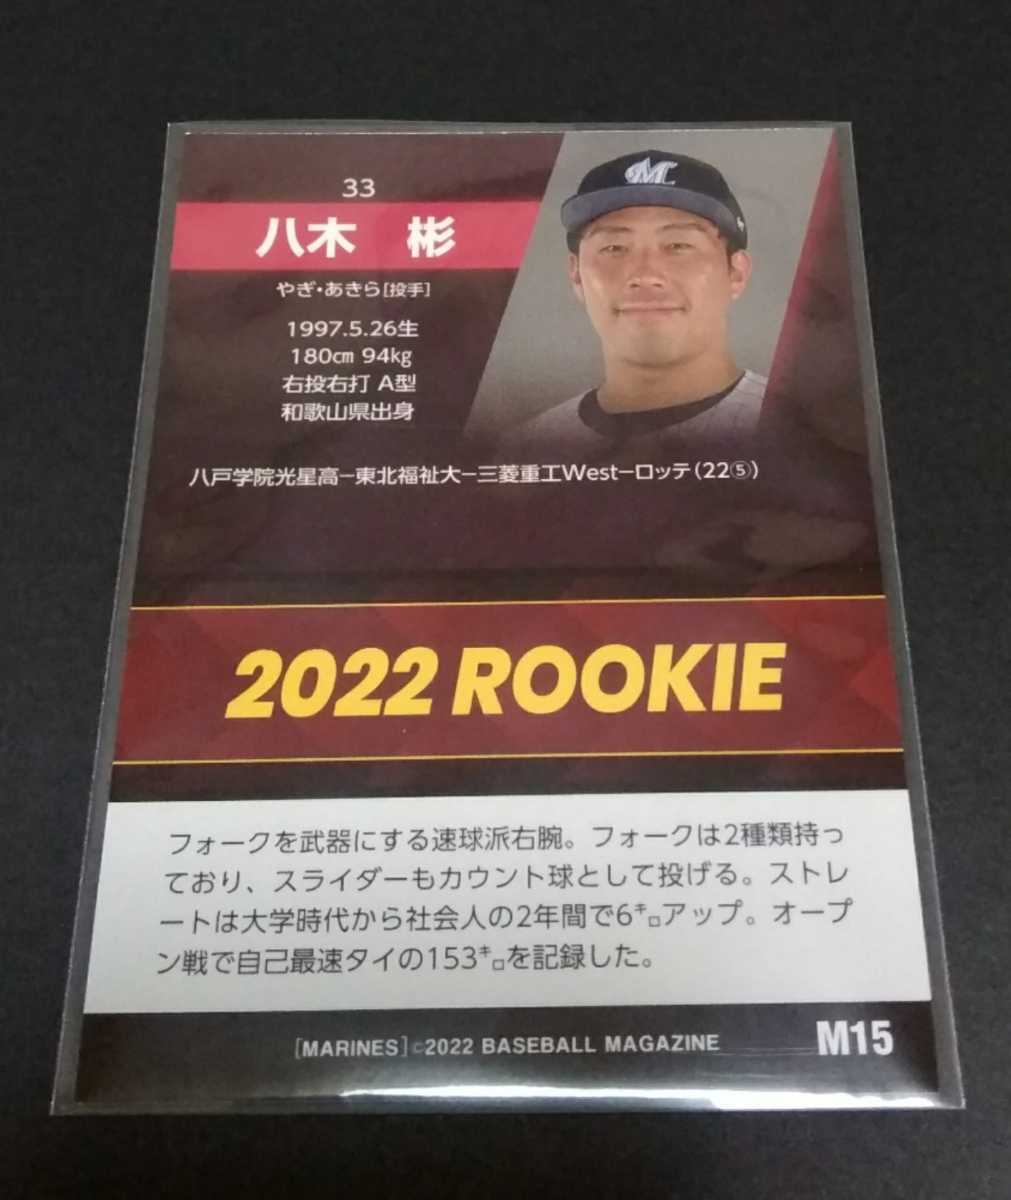 33
八木 彬
やぎ・あきら[投手]
1997.5.26生
180㎝ 94㎏
右投右打 A型
和歌山県出身
八戸学院光星高−東北福祉大−三菱重工West−ロッテ(22⑤)
M
2022 ROOKIE
フォークを武器にする速球派右腕。フォークは2種類持っ
ており、スライダーもカウント球として投げる。ストレ
ートは大学時代から社会人の2年間で6㌔アップ。オープ
ン戦で自己最速タイの153㌔を記録した。
[MARINES]©2022 BASEBALL MAGAZINE
M15